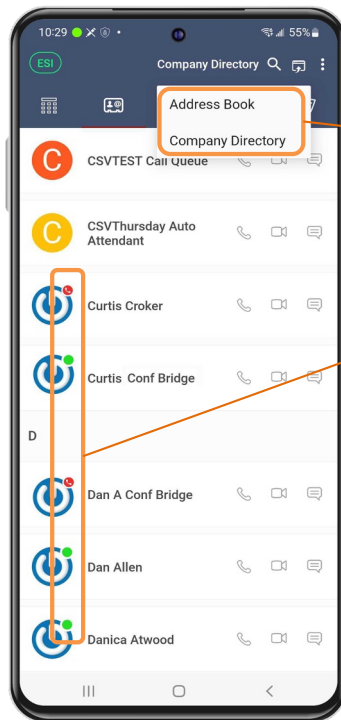 10:29 55%
ESI Company Directory
Address Book
Company Directory
C CSVTEST Call Queue
C CSVThursday Auto
Attendant
Curtis Croker
Curtis Conf Bridge
D
Dan A Conf Bridge
Dan Allen
Danica Atwood